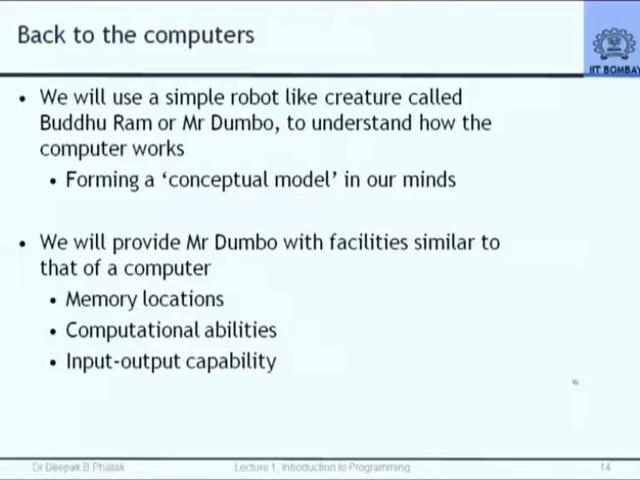 Back to the computers
IIT BOMBAY
• We will use a simple robot like creature called
Buddhu Ram or Mr Dumbo, to understand how the
computer works
• Forming a ‘conceptual model’ in our minds
• We will provide Mr Dumbo with facilities similar to
that of a computer
• Memory locations
• Computational abilities
• Input-output capability
Dr Deepak B Phatak
Lecture 1, Introduction to Programming
14